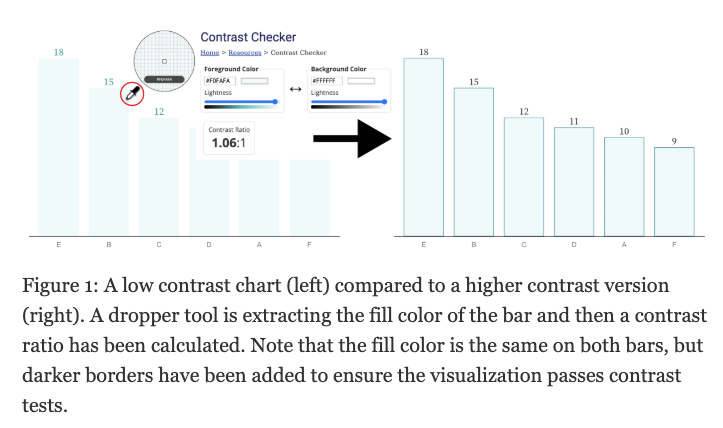 Contrast Checker
Home > Resources > Contrast Checker
Foreground Color
#F0FAFA
Lightness
Background Color
#FFFFFF
Lightness
Contrast Ratio
1.06:1
#F0FAFA
18
15
12
E B C D A F
18
15
12
11
10
9
E B C D A F
Figure 1: A low contrast chart (left) compared to a higher contrast version
(right). A dropper tool is extracting the fill color of the bar and then a contrast
ratio has been calculated. Note that the fill color is the same on both bars, but
darker borders have been added to ensure the visualization passes contrast
tests.